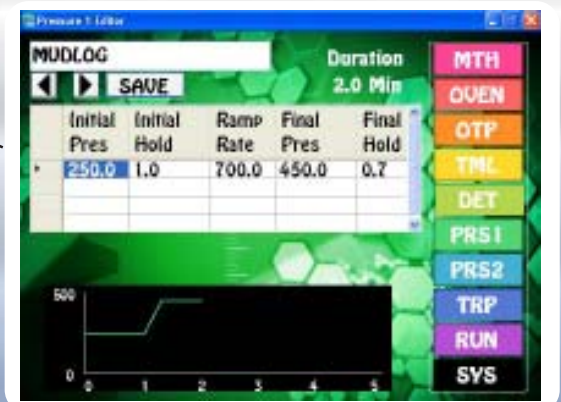 Pressure 1 Editor
MUDLOG
Duration
2.0 Min
SAVE
Initial Pres Initial Hold Ramp Rate Final Pres Final Hold
250.0 1.0 700.0 450.0 0.7
MTH
OVEN
OTP
TML
DET
PRS1
PRS2
TRP
RUN
SYS
500
0
0 1 2 3 4 5